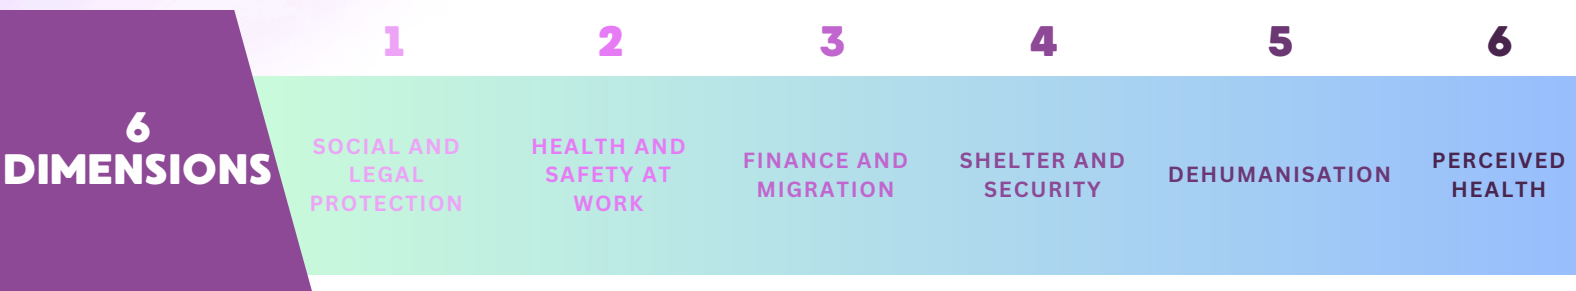 6
DIMENSIONS
1
SOCIAL AND
LEGAL
PROTECTION
2
HEALTH AND
SAFETY AT
WORK
3
FINANCE AND
MIGRATION
4
SHELTER AND
SECURITY
5
DEHUMANISATION
6
PERCEIVED
HEALTH